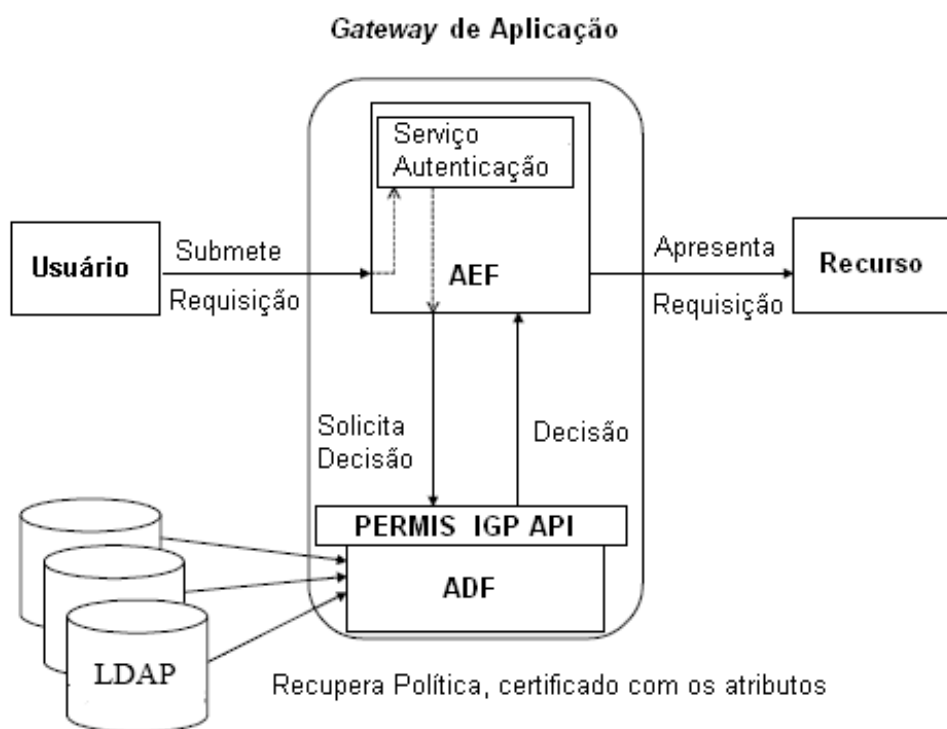 Gateway de Aplicação
Serviço
Autenticação
Usuário
Submete
Requisição
AEF
Apresenta
Requisição
Recurso
Solicita
Decisão
Decisão
PERMIS IGP API
ADF
LDAP
Recupera Política, certificado com os atributos